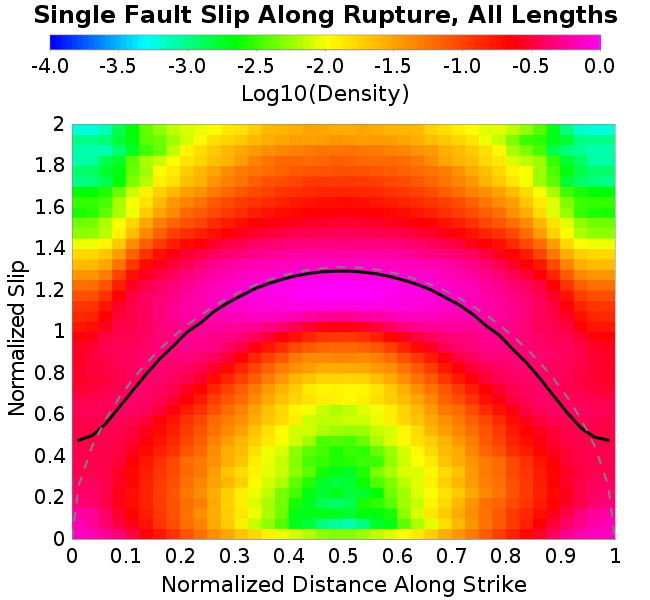 Single Fault Slip Along Rupture, All Lengths
-4.0 -3.5 -3.0 -2.5 -2.0 -1.5 -1.0 -0.5 0.0
Log10(Density)
2
1.8
1.6
1.4
1.2
1
0.8
0.6
0.4
0.2
0
Normalized Slip
0 0.1 0.2 0.3 0.4 0.5 0.6 0.7 0.8 0.9 1
Normalized Distance Along Strike